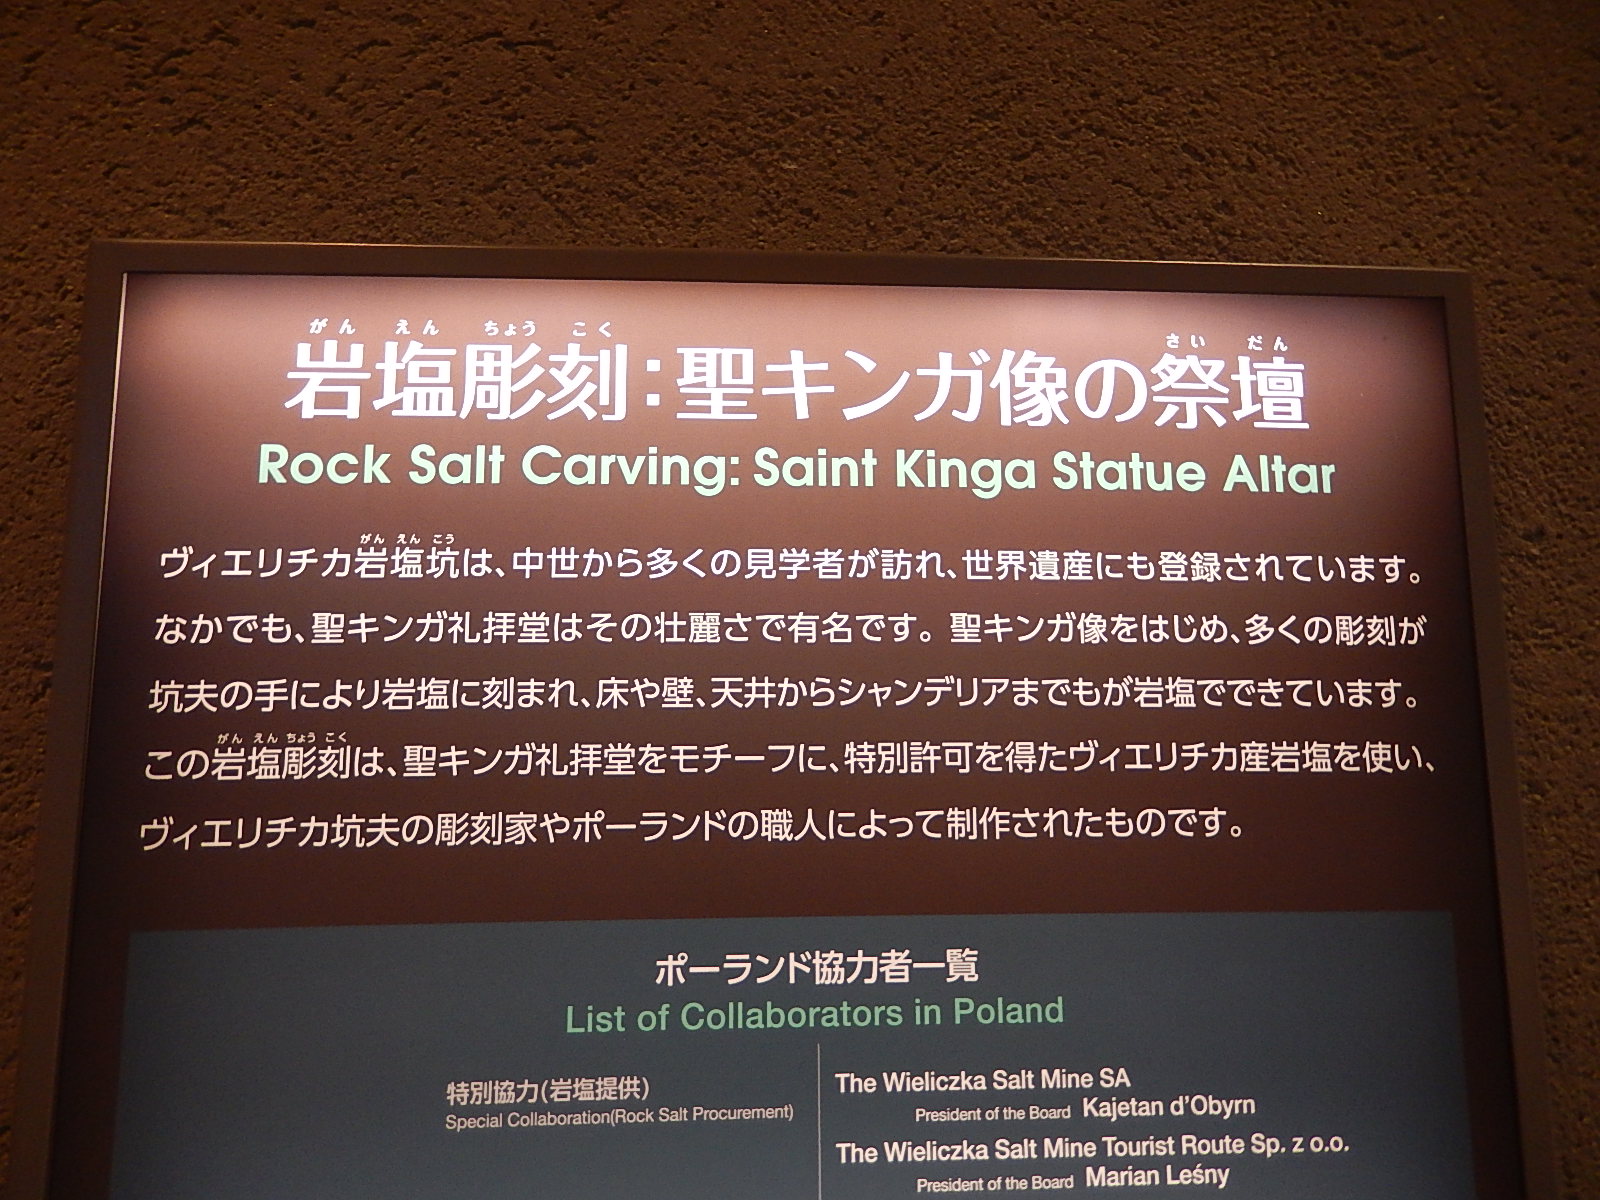 がん えん ちょう こく さい だん
岩塩彫刻：聖キンガ像の祭壇
Rock Salt Carving: Saint Kinga Statue Altar
がん えん こう
ヴィエリチカ岩塩坑は、中世から多くの見学者が訪れ、世界遺産にも登録されています。
なかでも、聖キンガ礼拝堂はその壮麗さで有名です。聖キンガ像をはじめ、多くの彫刻が
坑夫の手により岩塩に刻まれ、床や壁、天井からシャンデリアまでもが岩塩でできています。
がん えん ちょう こく
この岩塩彫刻は、聖キンガ礼拝堂をモチーフに、特別許可を得たヴィエリチカ産岩塩を使い、
ヴィエリチカ坑夫の彫刻家やポーランドの職人によって制作されたものです。
ポーランド協力者一覧
List of Collaborators in Poland
特別協力(岩塩提供)
Special Collaboration(Rock Salt Procurement)
The Wieliczka Salt Mine SA
President of the Board Kajetan d'Obyrn
The Wieliczka Salt Mine Tourist Route Sp. z o.o.
President of the Board Marian Leśny